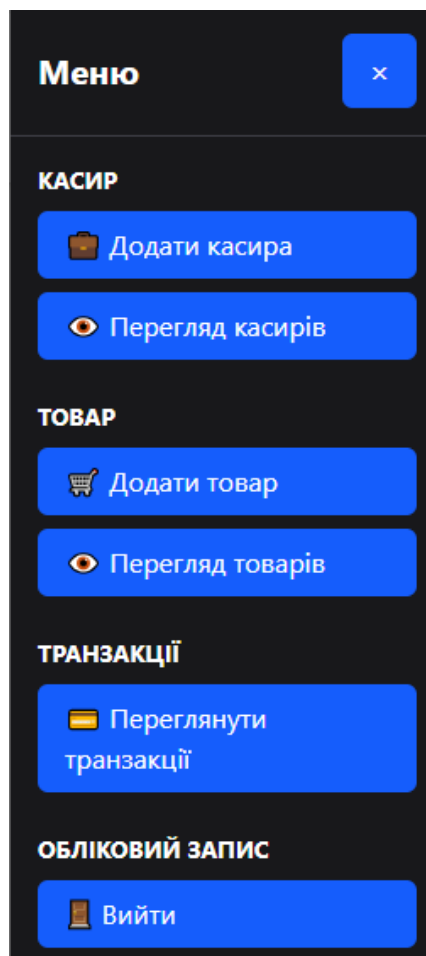 Меню ×
КАСИР
💼 Додати касира
👁 Перегляд касирів
ТОВАР
🛒 Додати товар
👁 Перегляд товарів
ТРАНЗАКЦІЇ
💳 Переглянути
транзакції
ОБЛІКОВИЙ ЗАПИС
🚪 Вийти